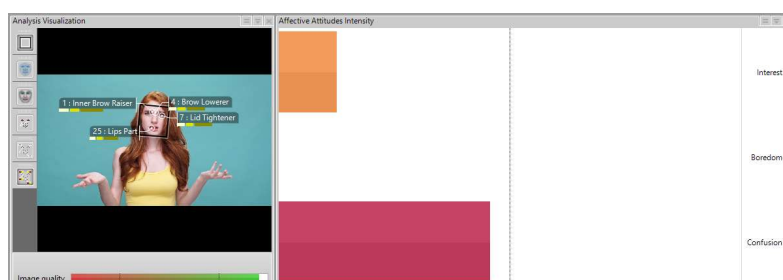 Analysis Visualization
Affective Attitudes Intensity
1 : Inner Brow Raiser
4 : Brow Lowerer
7 : Lid Tightener
25 : Lips Part
Interest
Boredom
Confusion
Image quality